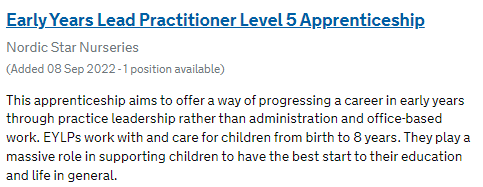 Early Years Lead Practitioner Level 5 Apprenticeship
Nordic Star Nurseries
(Added 08 Sep 2022 - 1 position available)
This apprenticeship aims to offer a way of progressing a career in early years
through practice leadership rather than administration and office-based
work. EYLPs work with and care for children from birth to 8 years. They play a
massive role in supporting children to have the best start to their education
and life in general.